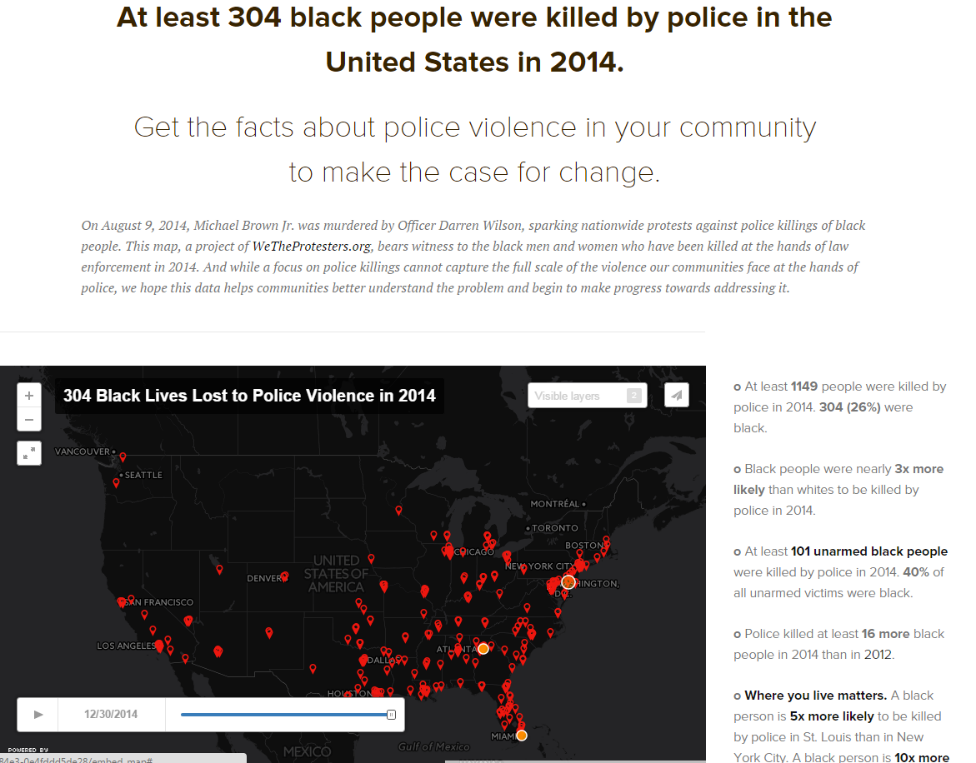 At least 304 black people were killed by police in the
United States in 2014.
Get the facts about police violence in your community
to make the case for change.
On August 9, 2014, Michael Brown Jr. was murdered by Officer Darren Wilson, sparking nationwide protests against police killings of black
people. This map, a project of WeTheProtesters.org, bears witness to the black men and women who have been killed at the hands of law
enforcement in 2014. And while a focus on police killings cannot capture the full scale of the violence our communities face at the hands of
police, we hope this data helps communities better understand the problem and begin to make progress towards addressing it.
+
−
304 Black Lives Lost to Police Violence in 2014
Visible layers 2
VANCOUVER
SEATTLE
MONTRÉAL
TORONTO
BOSTON
CHICAGO
NEW YORK CITY
UNITED
STATES OF
AMERICA
DENVER
WASHINGTON,
DC
SAN FRANCISCO
LOS ANGELES
ATLANTA
DALLAS
HOUSTON
MIAMI
12/30/2014
Gulf of Mexico
MEXICO
POWERED BY
84e3-0e4fddd5de28/embed_map#
o At least 1149 people were killed by
police in 2014. 304 (26%) were
black.
o Black people were nearly 3x more
likely than whites to be killed by
police in 2014.
o At least 101 unarmed black people
were killed by police in 2014. 40% of
all unarmed victims were black.
o Police killed at least 16 more black
people in 2014 than in 2012.
o Where you live matters. A black
person is 5x more likely to be killed
by police in St. Louis than in New
York City. A black person is 10x more